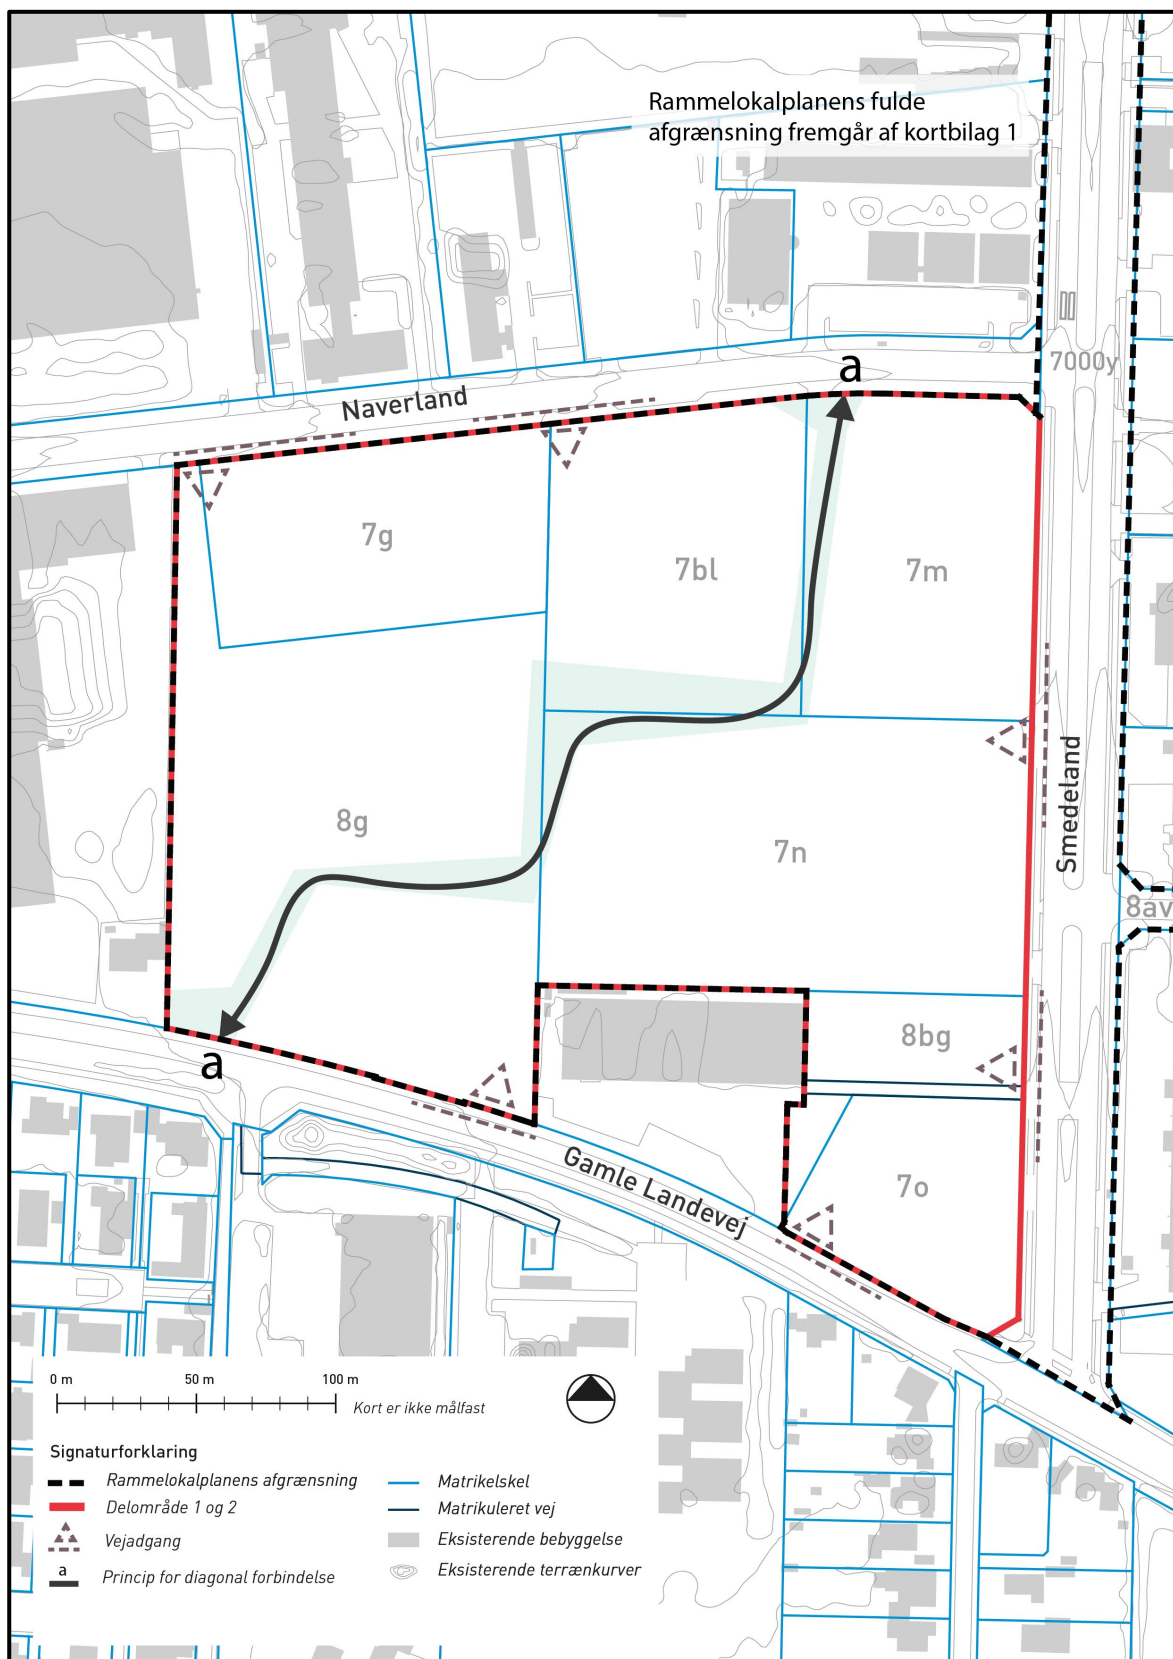 Rammelokalplanens fulde
afgrænsning fremgår af kortbilag 1
7000y
a
Naverland
7g
7bl
7m
Smedeland
8g
7n
8av
8bg
a
Gamle Landevej
7o
0 m 50 m 100 m
Kort er ikke målfast
Signaturforklaring
Rammelokalplanens afgrænsning
Delområde 1 og 2
Vejadgang
a Princip for diagonal forbindelse
Matrikelskel
Matrikuleret vej
Eksisterende bebyggelse
Eksisterende terrænkurver